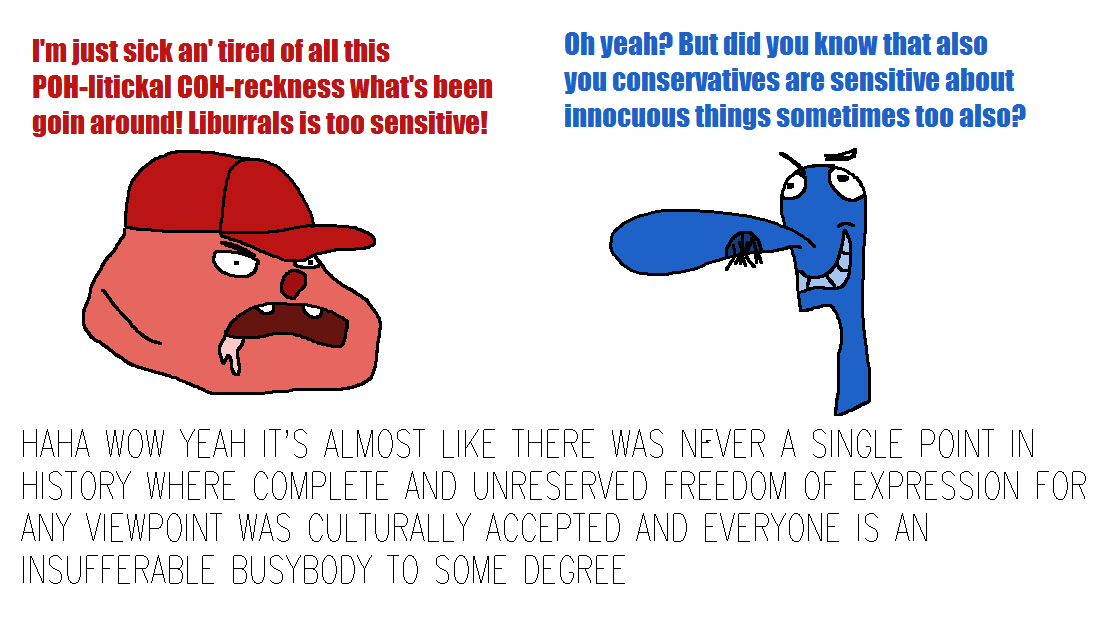 I'm just sick an' tired of all this
POH-litickal COH-reckness what's been
goin around! Liburrals is too sensitive!
Oh yeah? But did you know that also
you conservatives are sensitive about
innocuous things sometimes too also?
HAHA WOW YEAH IT'S ALMOST LIKE THERE WAS NEVER A SINGLE POINT IN
HISTORY WHERE COMPLETE AND UNRESERVED FREEDOM OF EXPRESSION FOR
ANY VIEWPOINT WAS CULTURALLY ACCEPTED AND EVERYONE IS AN
INSUFFERABLE BUSYBODY TO SOME DEGREE